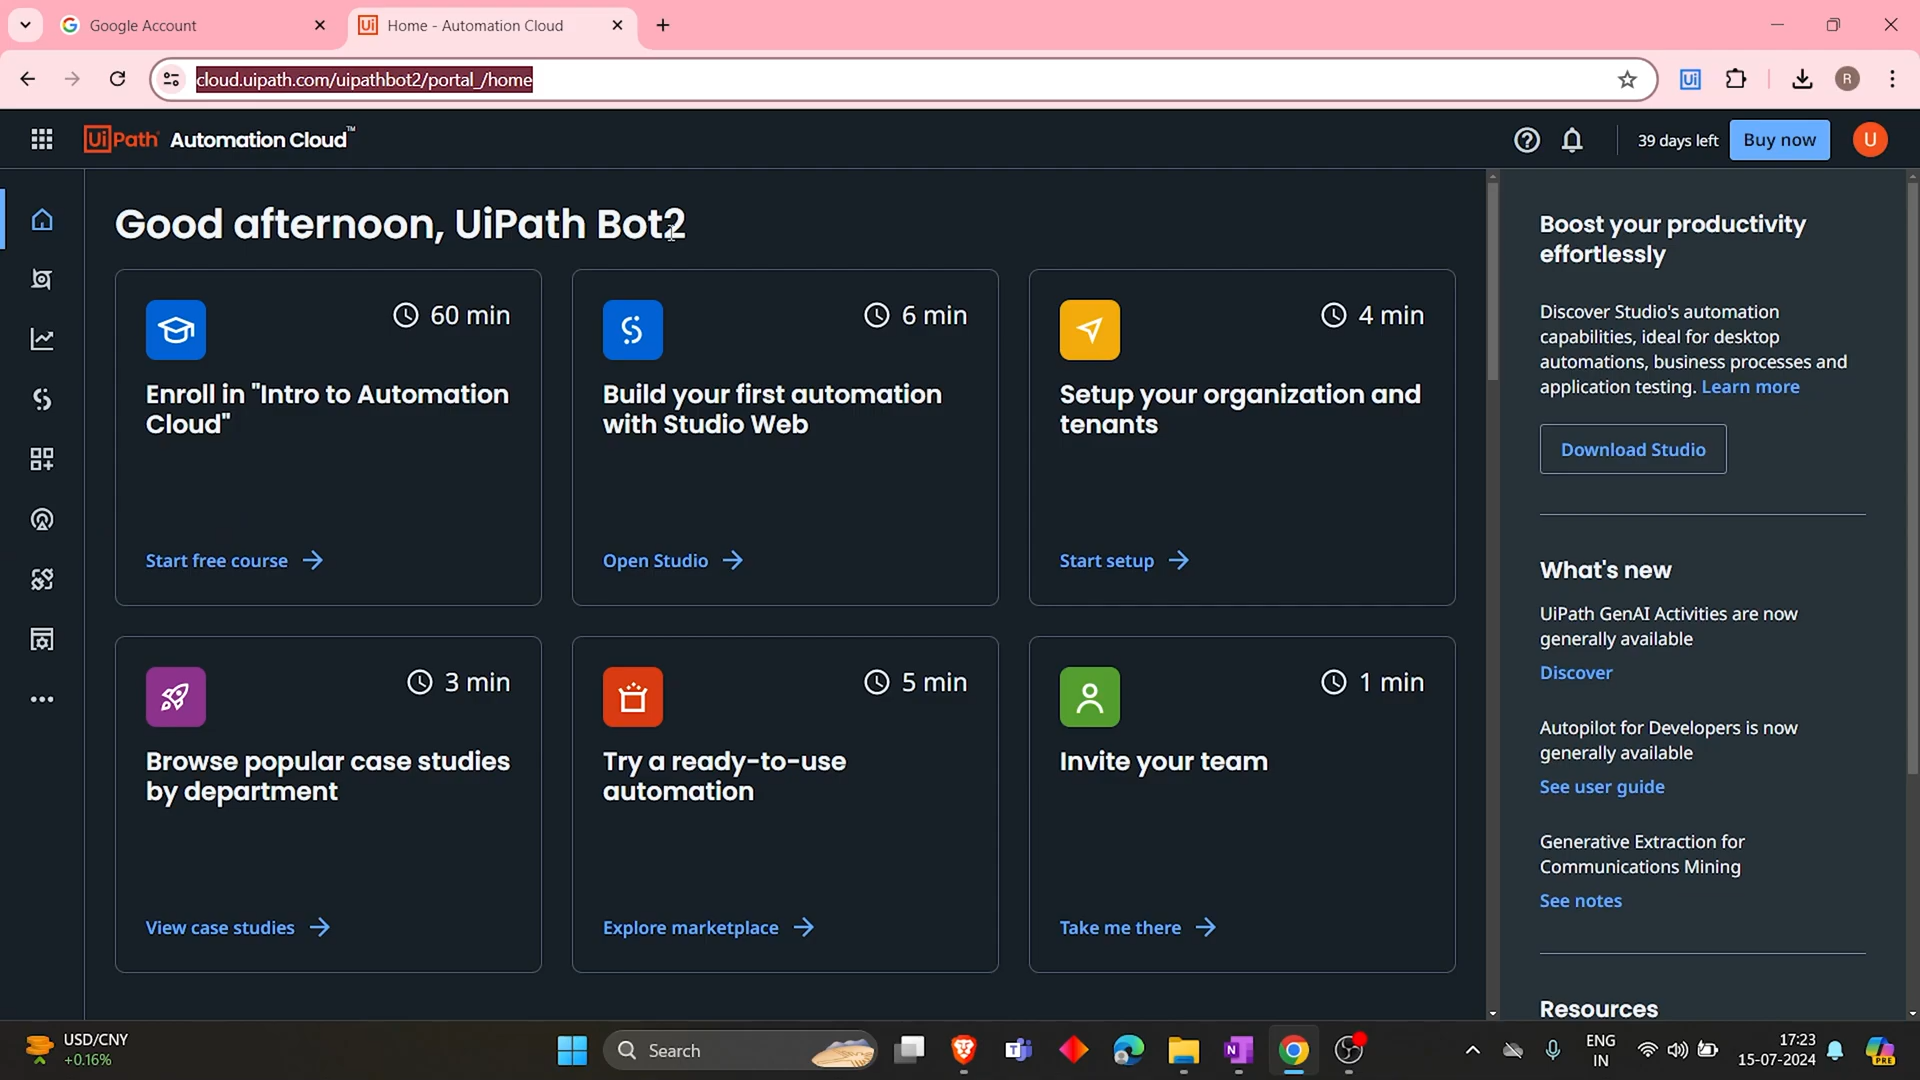 Google Account
Home - Automation Cloud
cloud.uipath.com/uipathbot2/portal_/home
R
UiPath Automation Cloud™
39 days left
Buy now
U
Good afternoon, UiPath Bot2
60 min
Enroll in "Intro to Automation
Cloud"
Start free course
6 min
Build your first automation
with Studio Web
Open Studio
4 min
Setup your organization and
tenants
Start setup
3 min
Browse popular case studies
by department
View case studies
5 min
Try a ready-to-use
automation
Explore marketplace
1 min
Invite your team
Take me there
Boost your productivity
effortlessly
Discover Studio's automation
capabilities, ideal for desktop
automations, business processes and
application testing. Learn more
Download Studio
What's new
UiPath GenAI Activities are now
generally available
Discover
Autopilot for Developers is now
generally available
See user guide
Generative Extraction for
Communications Mining
See notes
Resources
USD/CNY
+0.16%
Search
ENG
IN
17:23
15-07-2024
PRE